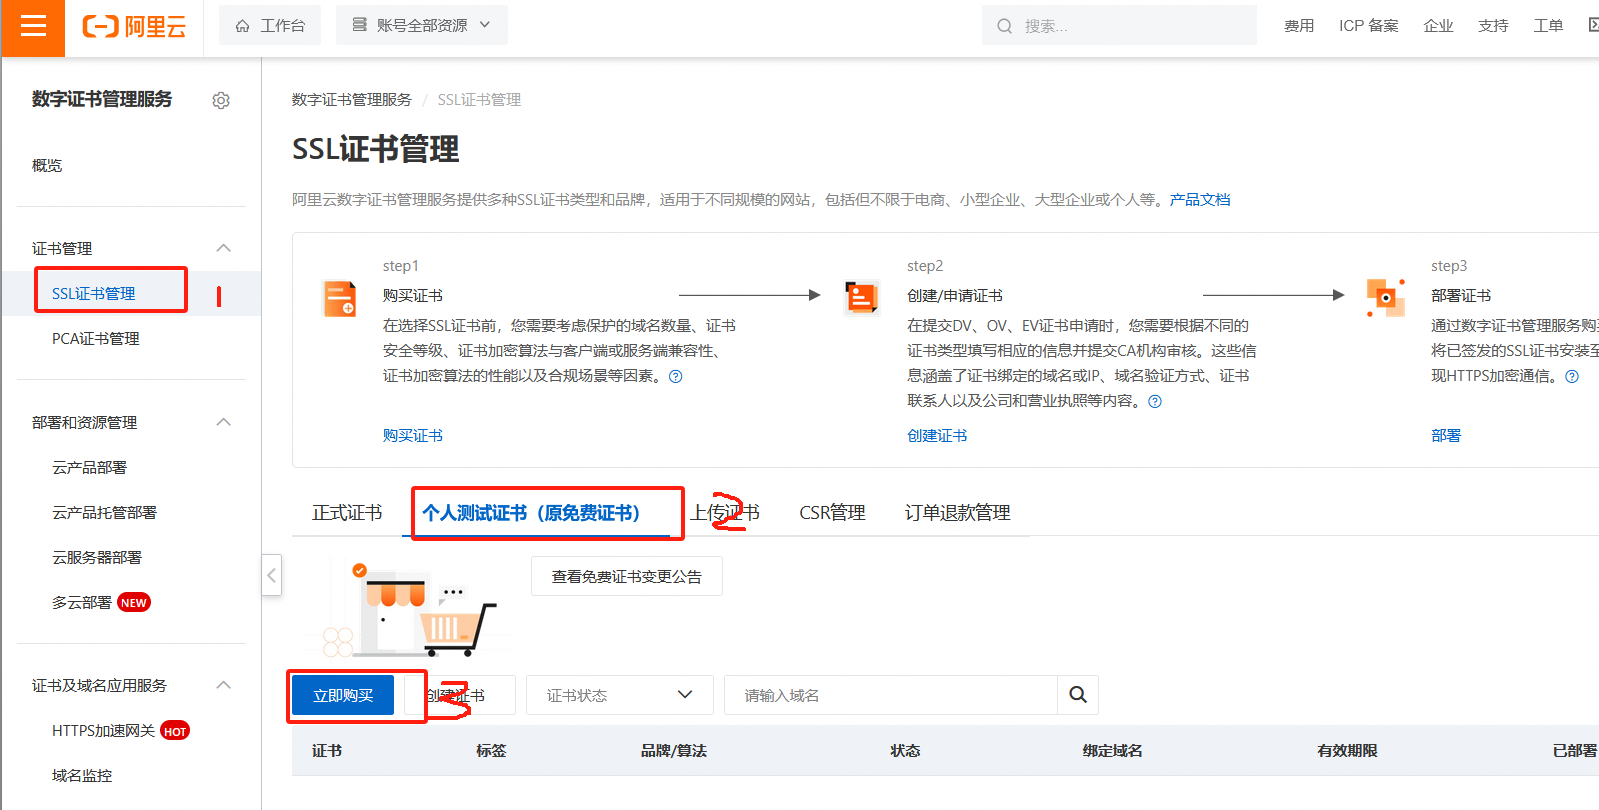 阿里云
工作台
账号全部资源
搜索...
费用
ICP 备案
企业
支持
工单
数字证书管理服务
概览
证书管理
SSL证书管理
1
PCA证书管理
部署和资源管理
云产品部署
云产品托管部署
云服务器部署
多云部署 NEW
证书及域名应用服务
HTTPS加速网关 HOT
域名监控
数字证书管理服务 / SSL证书管理
SSL证书管理
阿里云数字证书管理服务提供多种SSL证书类型和品牌，适用于不同规模的网站，包括但不限于电商、小型企业、大型企业或个人等。产品文档
step1
购买证书
在选择SSL证书前，您需要考虑保护的域名数量、证书
安全等级、证书加密算法与客户端或服务端兼容性、
证书加密算法的性能以及合规场景等因素。
购买证书
step2
创建/申请证书
在提交DV、OV、EV证书申请时，您需要根据不同的
证书类型填写相应的信息并提交CA机构审核。这些信
息涵盖了证书绑定的域名或IP、域名验证方式、证书
联系人以及公司和营业执照等内容。
创建证书
step3
部署证书
通过数字证书管理服务购买
将已签发的SSL证书安装至
现HTTPS加密通信。
部署
正式证书
个人测试证书（原免费证书）
2
上传证书
CSR管理
订单退款管理
查看免费证书变更公告
立即购买
3
创建证书
证书状态
请输入域名
证书
标签
品牌/算法
状态
绑定域名
有效期限
已部署